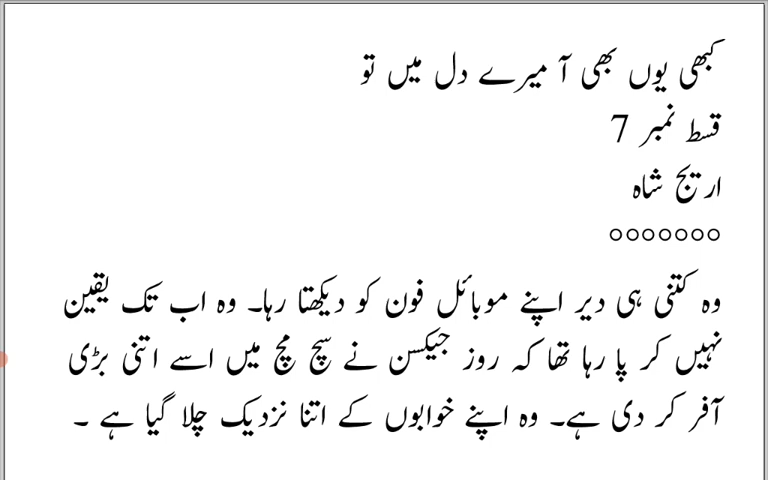 کبھی یوں بھی آ میرے دل میں تو
قسط نمبر 7
اریج شاہ
○○○○○○○
وہ کتنی ہی دیر اپنے موبائل فون کو دیکھتا رہا۔ وہ اب تک یقین
نہیں کر پا رہا تھا کہ روز جیکسن نے سچ مچ میں اسے اتنی بڑی
آفر کر دی ہے۔ وہ اپنے خوابوں کے اتنا نزدیک چلا گیا ہے ۔